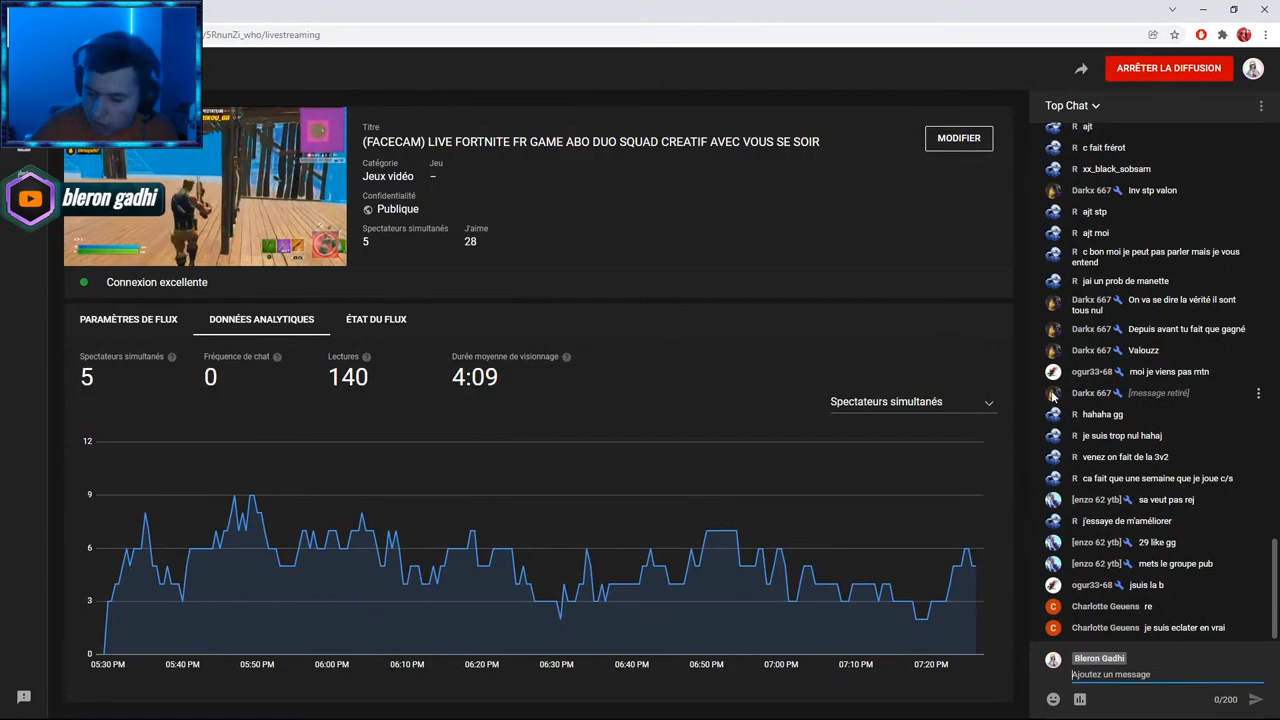 5RnunZi_who/livestreaming
ARRÊTER LA DIFFUSION
bleron gadhi
Titre
(FACECAM) LIVE FORTNITE FR GAME ABO DUO SQUAD CREATIF AVEC VOUS SE SOIR
MODIFIER
Catégorie Jeu
Jeux vidéo –
Confidentialité
Publique
Spectateurs simultanés J'aime
5 28
Connexion excellente
PARAMÈTRES DE FLUX DONNÉES ANALYTIQUES ÉTAT DU FLUX
Spectateurs simultanés Fréquence de chat Lectures Durée moyenne de visionnage
5 0 140 4:09
Spectateurs simultanés
12
9
6
3
0
05:30 PM 05:40 PM 05:50 PM 06:00 PM 06:10 PM 06:20 PM 06:30 PM 06:40 PM 06:50 PM 07:00 PM 07:10 PM 07:20 PM
Top Chat
R ajt
R c fait frérot
R xx_black_sobsam
Darkx 667 Inv stp valon
R ajt stp
R ajt moi
R c bon moi je peut pas parler mais je vous
entend
R jai un prob de manette
Darkx 667 On va se dire la vérité il sont
tous nul
Darkx 667 Depuis avant tu fait que gagné
Darkx 667 Valouzz
ogur33•68 moi je viens pas mtn
Darkx 667 [message retiré]
R hahaha gg
R je suis trop nul hahaj
R venez on fait de la 3v2
R ca fait que une semaine que je joue c/s
[enzo 62 ytb] sa veut pas rej
R j'essaye de m'améliorer
[enzo 62 ytb] 29 like gg
[enzo 62 ytb] mets le groupe pub
ogur33•68 jsuis la b
C Charlotte Geuens re
C Charlotte Geuens je suis eclater en vrai
Bleron Gadhi
Ajoutez un message
0/200